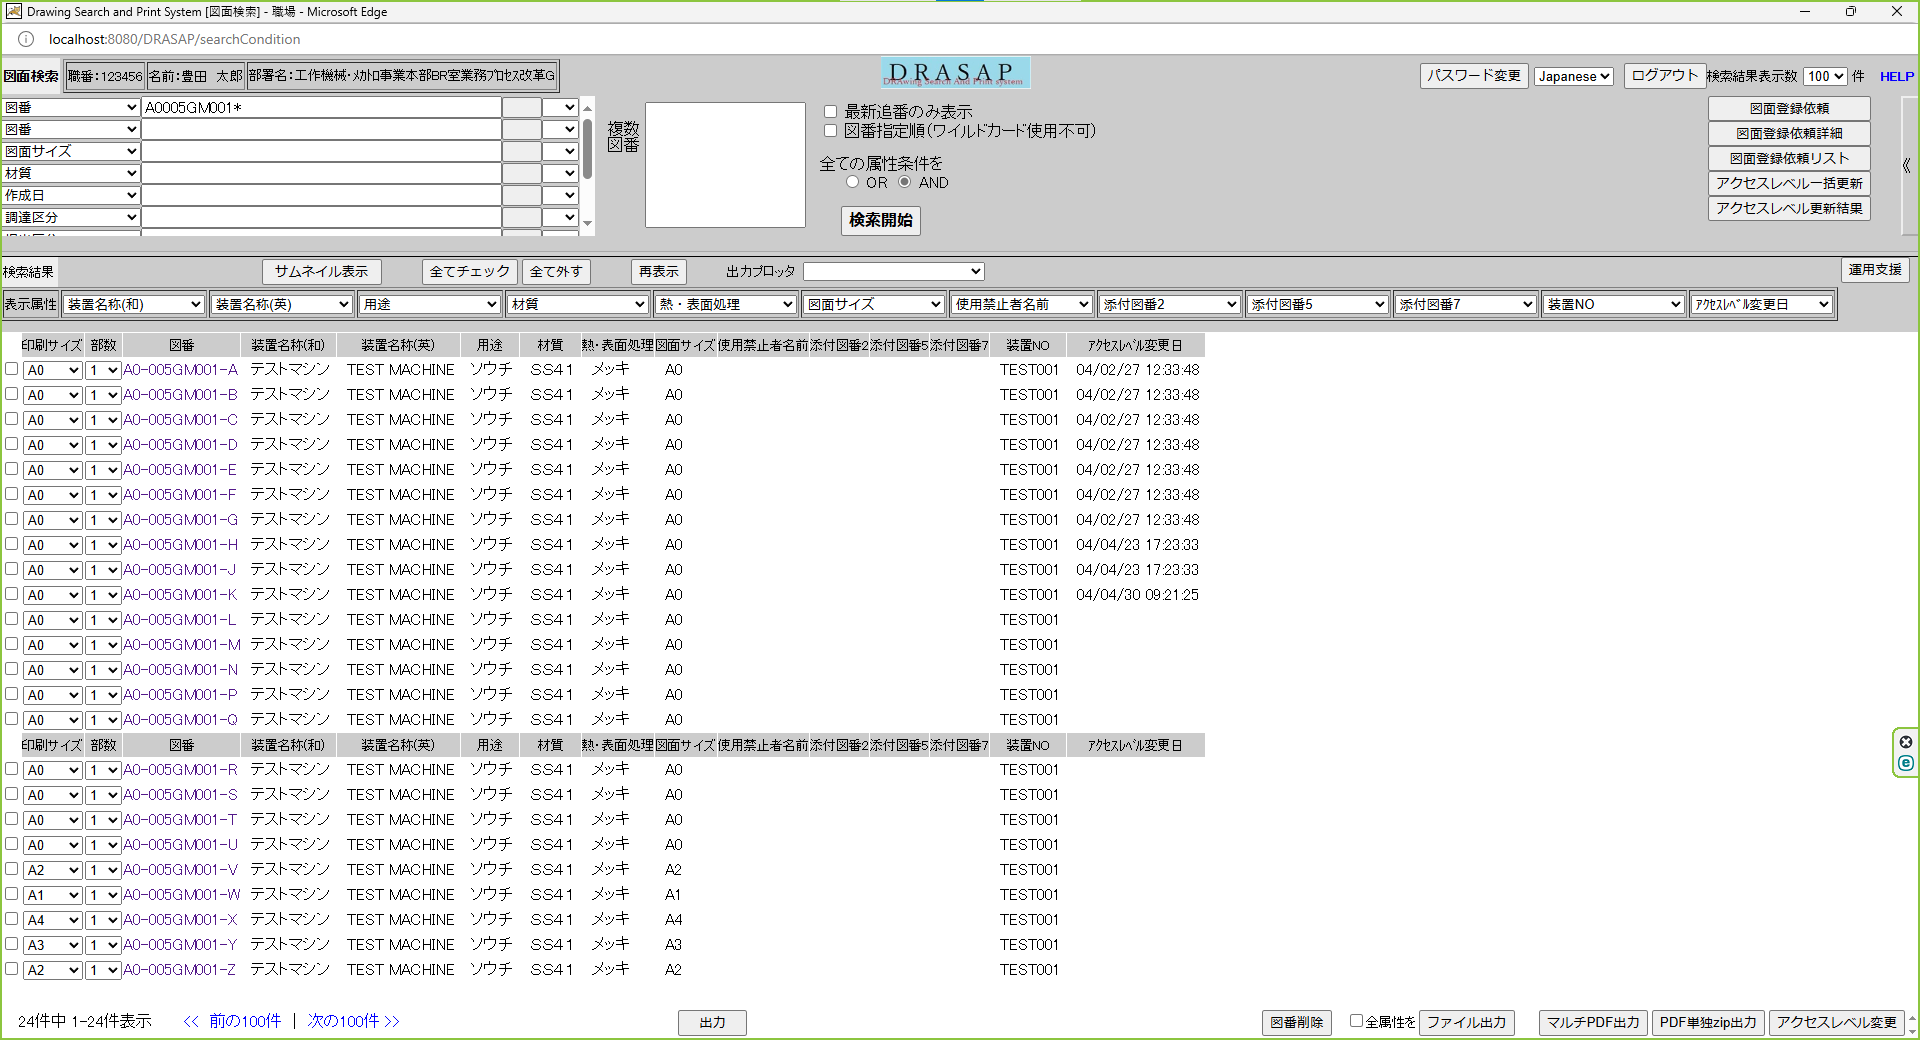 Drawing Search and Print System [図面検索] - 職場 - Microsoft Edge
localhost:8080/DRASAP/searchCondition
図面検索 職番:123456 名前:豊田 太郎 部署名:工作機械・ﾒｶﾄﾛ事業本部BR室業務ﾌﾟﾛｾｽ改革G
DRASAP
DRAwing Search And Print system
パスワード変更 Japanese ログアウト 検索結果表示数 100 件 HELP
図番 A0005GM001*
図番
図面サイズ
材質
作成日
調達区分
複数
図番
最新追番のみ表示
図番指定順(ワイルドカード使用不可)
全ての属性条件を
OR AND
検索開始
図面登録依頼
図面登録依頼詳細
図面登録依頼リスト
アクセスレベル一括更新
アクセスレベル更新結果
《
検索結果 サムネイル表示 全てチェック 全て外す 再表示 出力プロッタ 運用支援
表示属性 装置名称(和) 装置名称(英) 用途 材質 熱・表面処理 図面サイズ 使用禁止者名前 添付図番2 添付図番5 添付図番7 装置NO ｱｸｾｽﾚﾍﾞﾙ変更日
印刷サイズ 部数 図番 装置名称(和) 装置名称(英) 用途 材質 熱・表面処理 図面サイズ 使用禁止者名前 添付図番2 添付図番5 添付図番7 装置NO ｱｸｾｽﾚﾍﾞﾙ変更日
A0 1 A0-005GM001-A テストマシン TEST MACHINE ソウチ SS41 メッキ A0 TEST001 04/02/27 12:33:48
A0 1 A0-005GM001-B テストマシン TEST MACHINE ソウチ SS41 メッキ A0 TEST001 04/02/27 12:33:48
A0 1 A0-005GM001-C テストマシン TEST MACHINE ソウチ SS41 メッキ A0 TEST001 04/02/27 12:33:48
A0 1 A0-005GM001-D テストマシン TEST MACHINE ソウチ SS41 メッキ A0 TEST001 04/02/27 12:33:48
A0 1 A0-005GM001-E テストマシン TEST MACHINE ソウチ SS41 メッキ A0 TEST001 04/02/27 12:33:48
A0 1 A0-005GM001-F テストマシン TEST MACHINE ソウチ SS41 メッキ A0 TEST001 04/02/27 12:33:48
A0 1 A0-005GM001-G テストマシン TEST MACHINE ソウチ SS41 メッキ A0 TEST001 04/02/27 12:33:48
A0 1 A0-005GM001-H テストマシン TEST MACHINE ソウチ SS41 メッキ A0 TEST001 04/04/23 17:23:33
A0 1 A0-005GM001-J テストマシン TEST MACHINE ソウチ SS41 メッキ A0 TEST001 04/04/23 17:23:33
A0 1 A0-005GM001-K テストマシン TEST MACHINE ソウチ SS41 メッキ A0 TEST001 04/04/30 09:21:25
A0 1 A0-005GM001-L テストマシン TEST MACHINE ソウチ SS41 メッキ A0 TEST001
A0 1 A0-005GM001-M テストマシン TEST MACHINE ソウチ SS41 メッキ A0 TEST001
A0 1 A0-005GM001-N テストマシン TEST MACHINE ソウチ SS41 メッキ A0 TEST001
A0 1 A0-005GM001-P テストマシン TEST MACHINE ソウチ SS41 メッキ A0 TEST001
A0 1 A0-005GM001-Q テストマシン TEST MACHINE ソウチ SS41 メッキ A0 TEST001
印刷サイズ 部数 図番 装置名称(和) 装置名称(英) 用途 材質 熱・表面処理 図面サイズ 使用禁止者名前 添付図番2 添付図番5 添付図番7 装置NO ｱｸｾｽﾚﾍﾞﾙ変更日
A0 1 A0-005GM001-R テストマシン TEST MACHINE ソウチ SS41 メッキ A0 TEST001
A0 1 A0-005GM001-S テストマシン TEST MACHINE ソウチ SS41 メッキ A0 TEST001
A0 1 A0-005GM001-T テストマシン TEST MACHINE ソウチ SS41 メッキ A0 TEST001
A0 1 A0-005GM001-U テストマシン TEST MACHINE ソウチ SS41 メッキ A0 TEST001
A2 1 A0-005GM001-V テストマシン TEST MACHINE ソウチ SS41 メッキ A2 TEST001
A1 1 A0-005GM001-W テストマシン TEST MACHINE ソウチ SS41 メッキ A1 TEST001
A4 1 A0-005GM001-X テストマシン TEST MACHINE ソウチ SS41 メッキ A4 TEST001
A3 1 A0-005GM001-Y テストマシン TEST MACHINE ソウチ SS41 メッキ A3 TEST001
A2 1 A0-005GM001-Z テストマシン TEST MACHINE ソウチ SS41 メッキ A2 TEST001
24件中 1-24件表示 << 前の100件 | 次の100件 >> 出力 図番削除 全属性を ファイル出力 マルチPDF出力 PDF単独zip出力 アクセスレベル変更